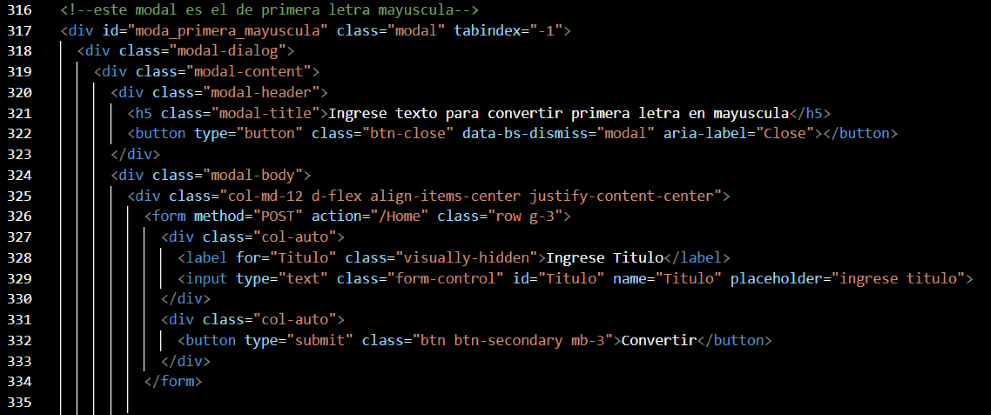 316 <!--este modal es el de primera letra mayuscula-->
317 <div id="moda_primera_mayuscula" class="modal" tabindex="-1">
318 <div class="modal-dialog">
319 <div class="modal-content">
320 <div class="modal-header">
321 <h5 class="modal-title">Ingrese texto para convertir primera letra en mayuscula</h5>
322 <button type="button" class="btn-close" data-bs-dismiss="modal" aria-label="Close"></button>
323 </div>
324 <div class="modal-body">
325 <div class="col-md-12 d-flex align-items-center justify-content-center">
326 <form method="POST" action="/Home" class="row g-3">
327 <div class="col-auto">
328 <label for="Titulo" class="visually-hidden">Ingrese Titulo</label>
329 <input type="text" class="form-control" id="Titulo" name="Titulo" placeholder="ingrese titulo">
330 </div>
331 <div class="col-auto">
332 <button type="submit" class="btn btn-secondary mb-3">Convertir</button>
333 </div>
334 </form>
335